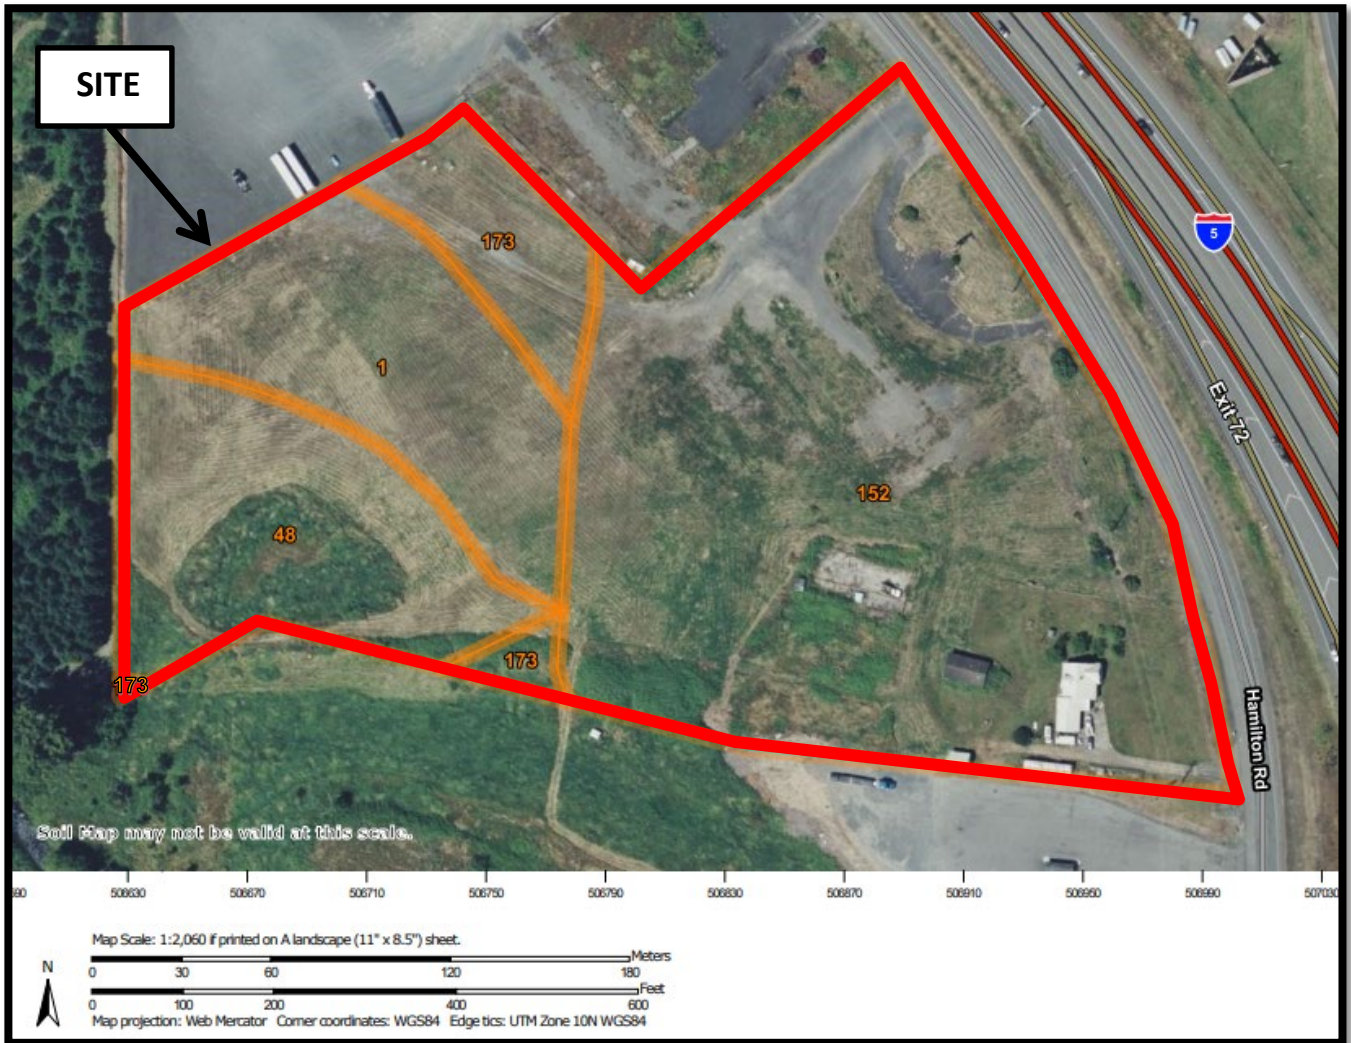 SITE
173
5
1
Exit 72
152
48
173
173
Hamilton Rd
Soil Map may not be valid at this scale.
506630 506670 506710 506750 506790 506830 506870 506910 506950 506990 507030
Map Scale: 1:2,060 if printed on A landscape (11" x 8.5") sheet.
N
Meters
0 30 60 120 180
Feet
0 100 200 400 600
Map projection: Web Mercator Corner coordinates: WGS84 Edge tics: UTM Zone 10N WGS84